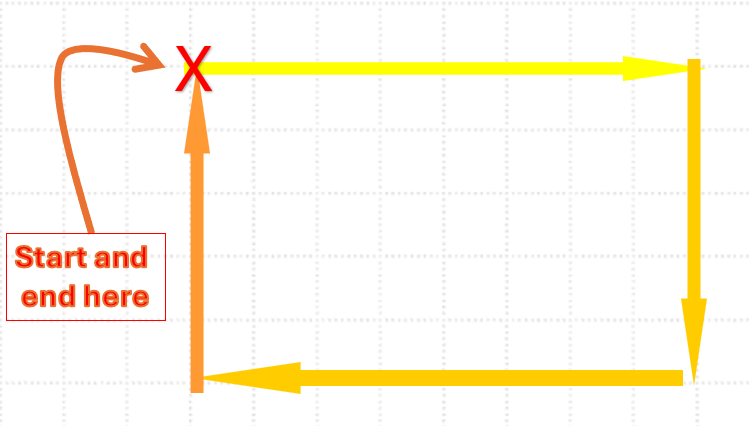 X
Start and
end here